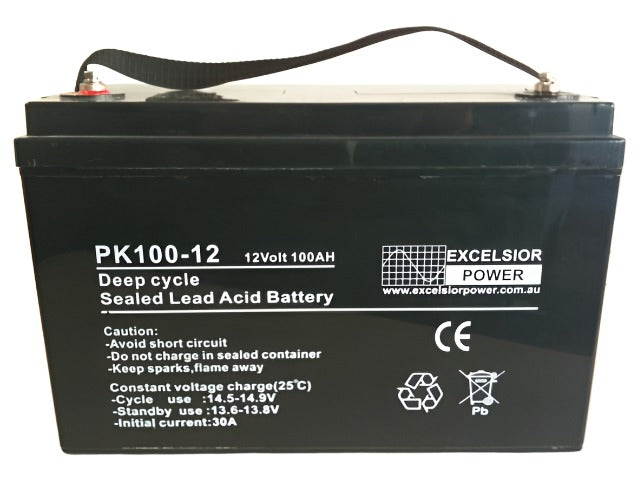 PK100-12 12Volt 100AH
Deep cycle
Sealed Lead Acid Battery
EXCELSIOR
POWER
www.excelsiorpower.com.au
Caution:
-Avoid short circuit
-Do not charge in sealed container
-Keep sparks,flame away
CE
Constant voltage charge(25℃)
-Cycle use :14.5-14.9V
-Standby use :13.6-13.8V
-Initial current:30A
Pb